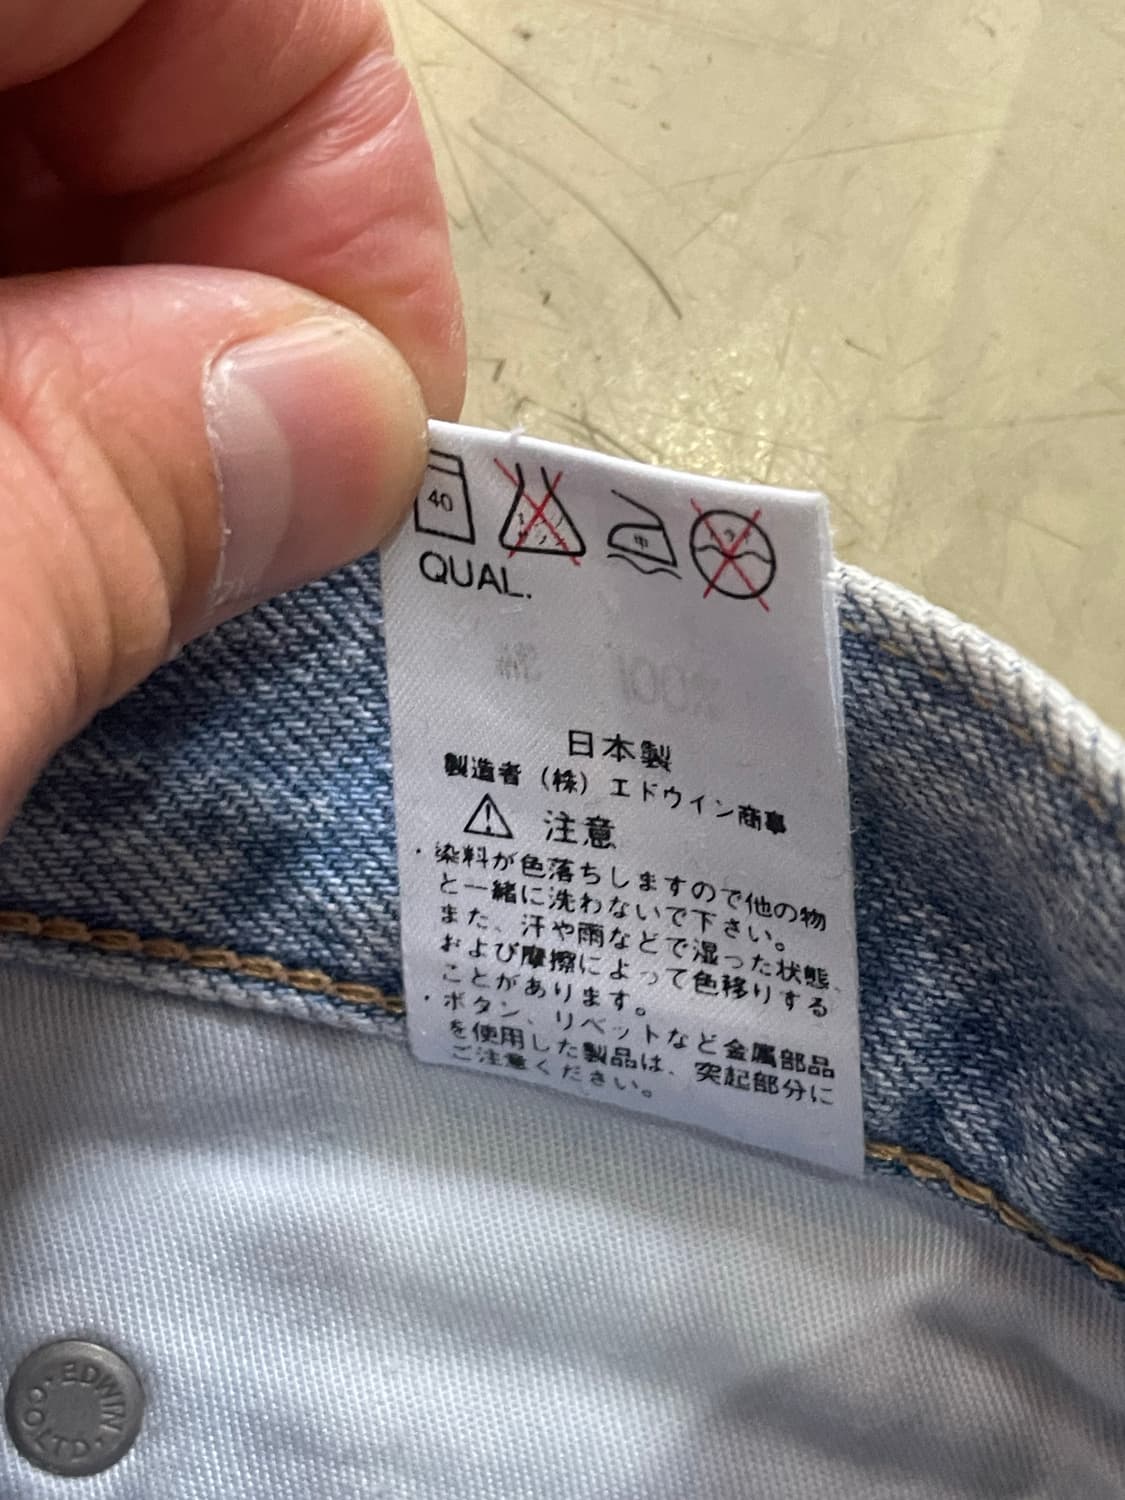 40
中
QUAL.
日本製
製造者 (株) エドウイン商事
注意
・染料が色落ちしますので他の物
と一緒に洗わないで下さい。
また、汗や雨などで湿った状態、
および摩擦によって色移りする
ことがあります。
・ボタン、リベットなど金属部品
を使用した製品は、突起部分に
ご注意ください。
EDWIN CO LTD